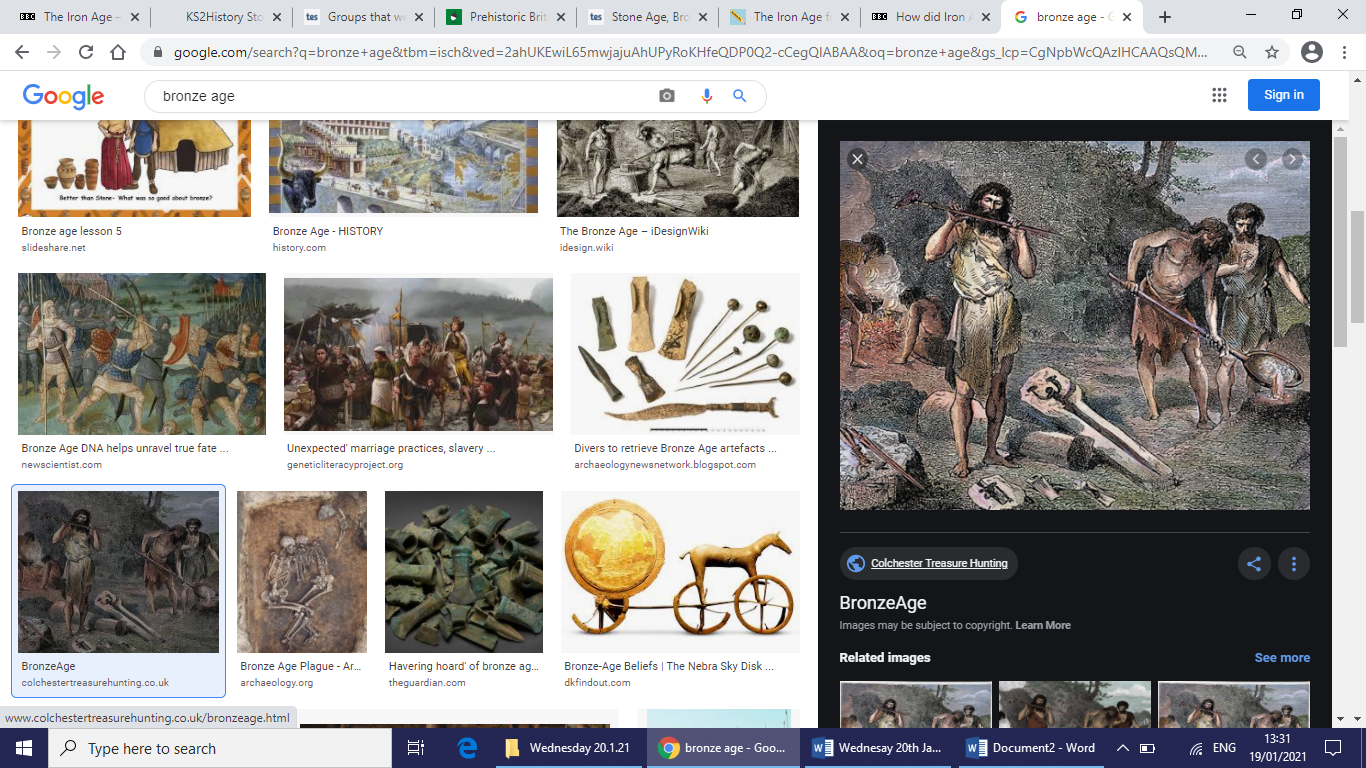 The Iron Age –
KS2History Sto
Groups that we
Prehistoric Brit
Stone Age, Bro
The Iron Age f
How did Iron A
bronze age - G
google.com/search?q=bronze+age&tbm=isch&ved=2ahUKEwiL65mwjajuAhUPyRoKHfeQDP0Q2-cCegQIABAA&oq=bronze+age&gs_lcp=CgNpbWcQAzIHCAAQsQM...
Google
bronze age
Sign in
Better than Stone- What was so good about bronze?
Bronze age lesson 5
slideshare.net
Bronze Age - HISTORY
history.com
The Bronze Age – iDesignWiki
idesign.wiki
Bronze Age DNA helps unravel true fate ...
newscientist.com
Unexpected' marriage practices, slavery ...
geneticliteracyproject.org
Divers to retrieve Bronze Age artefacts ...
archaeologynewsnetwork.blogspot.com
BronzeAge
colchestertreasurehunting.co.uk
Bronze Age Plague - Ar...
archaeology.org
Havering hoard' of bronze ag...
theguardian.com
Bronze-Age Beliefs | The Nebra Sky Disk ...
dkfindout.com
Colchester Treasure Hunting
BronzeAge
Images may be subject to copyright. Learn More
Related images
See more
www.colchestertreasurehunting.co.uk/bronzeage.html
Type here to search
Wednesday 20.1.21
bronze age - Goo...
Wednesay 20th Ja...
Document2 - Word
ENG
13:31
19/01/2021